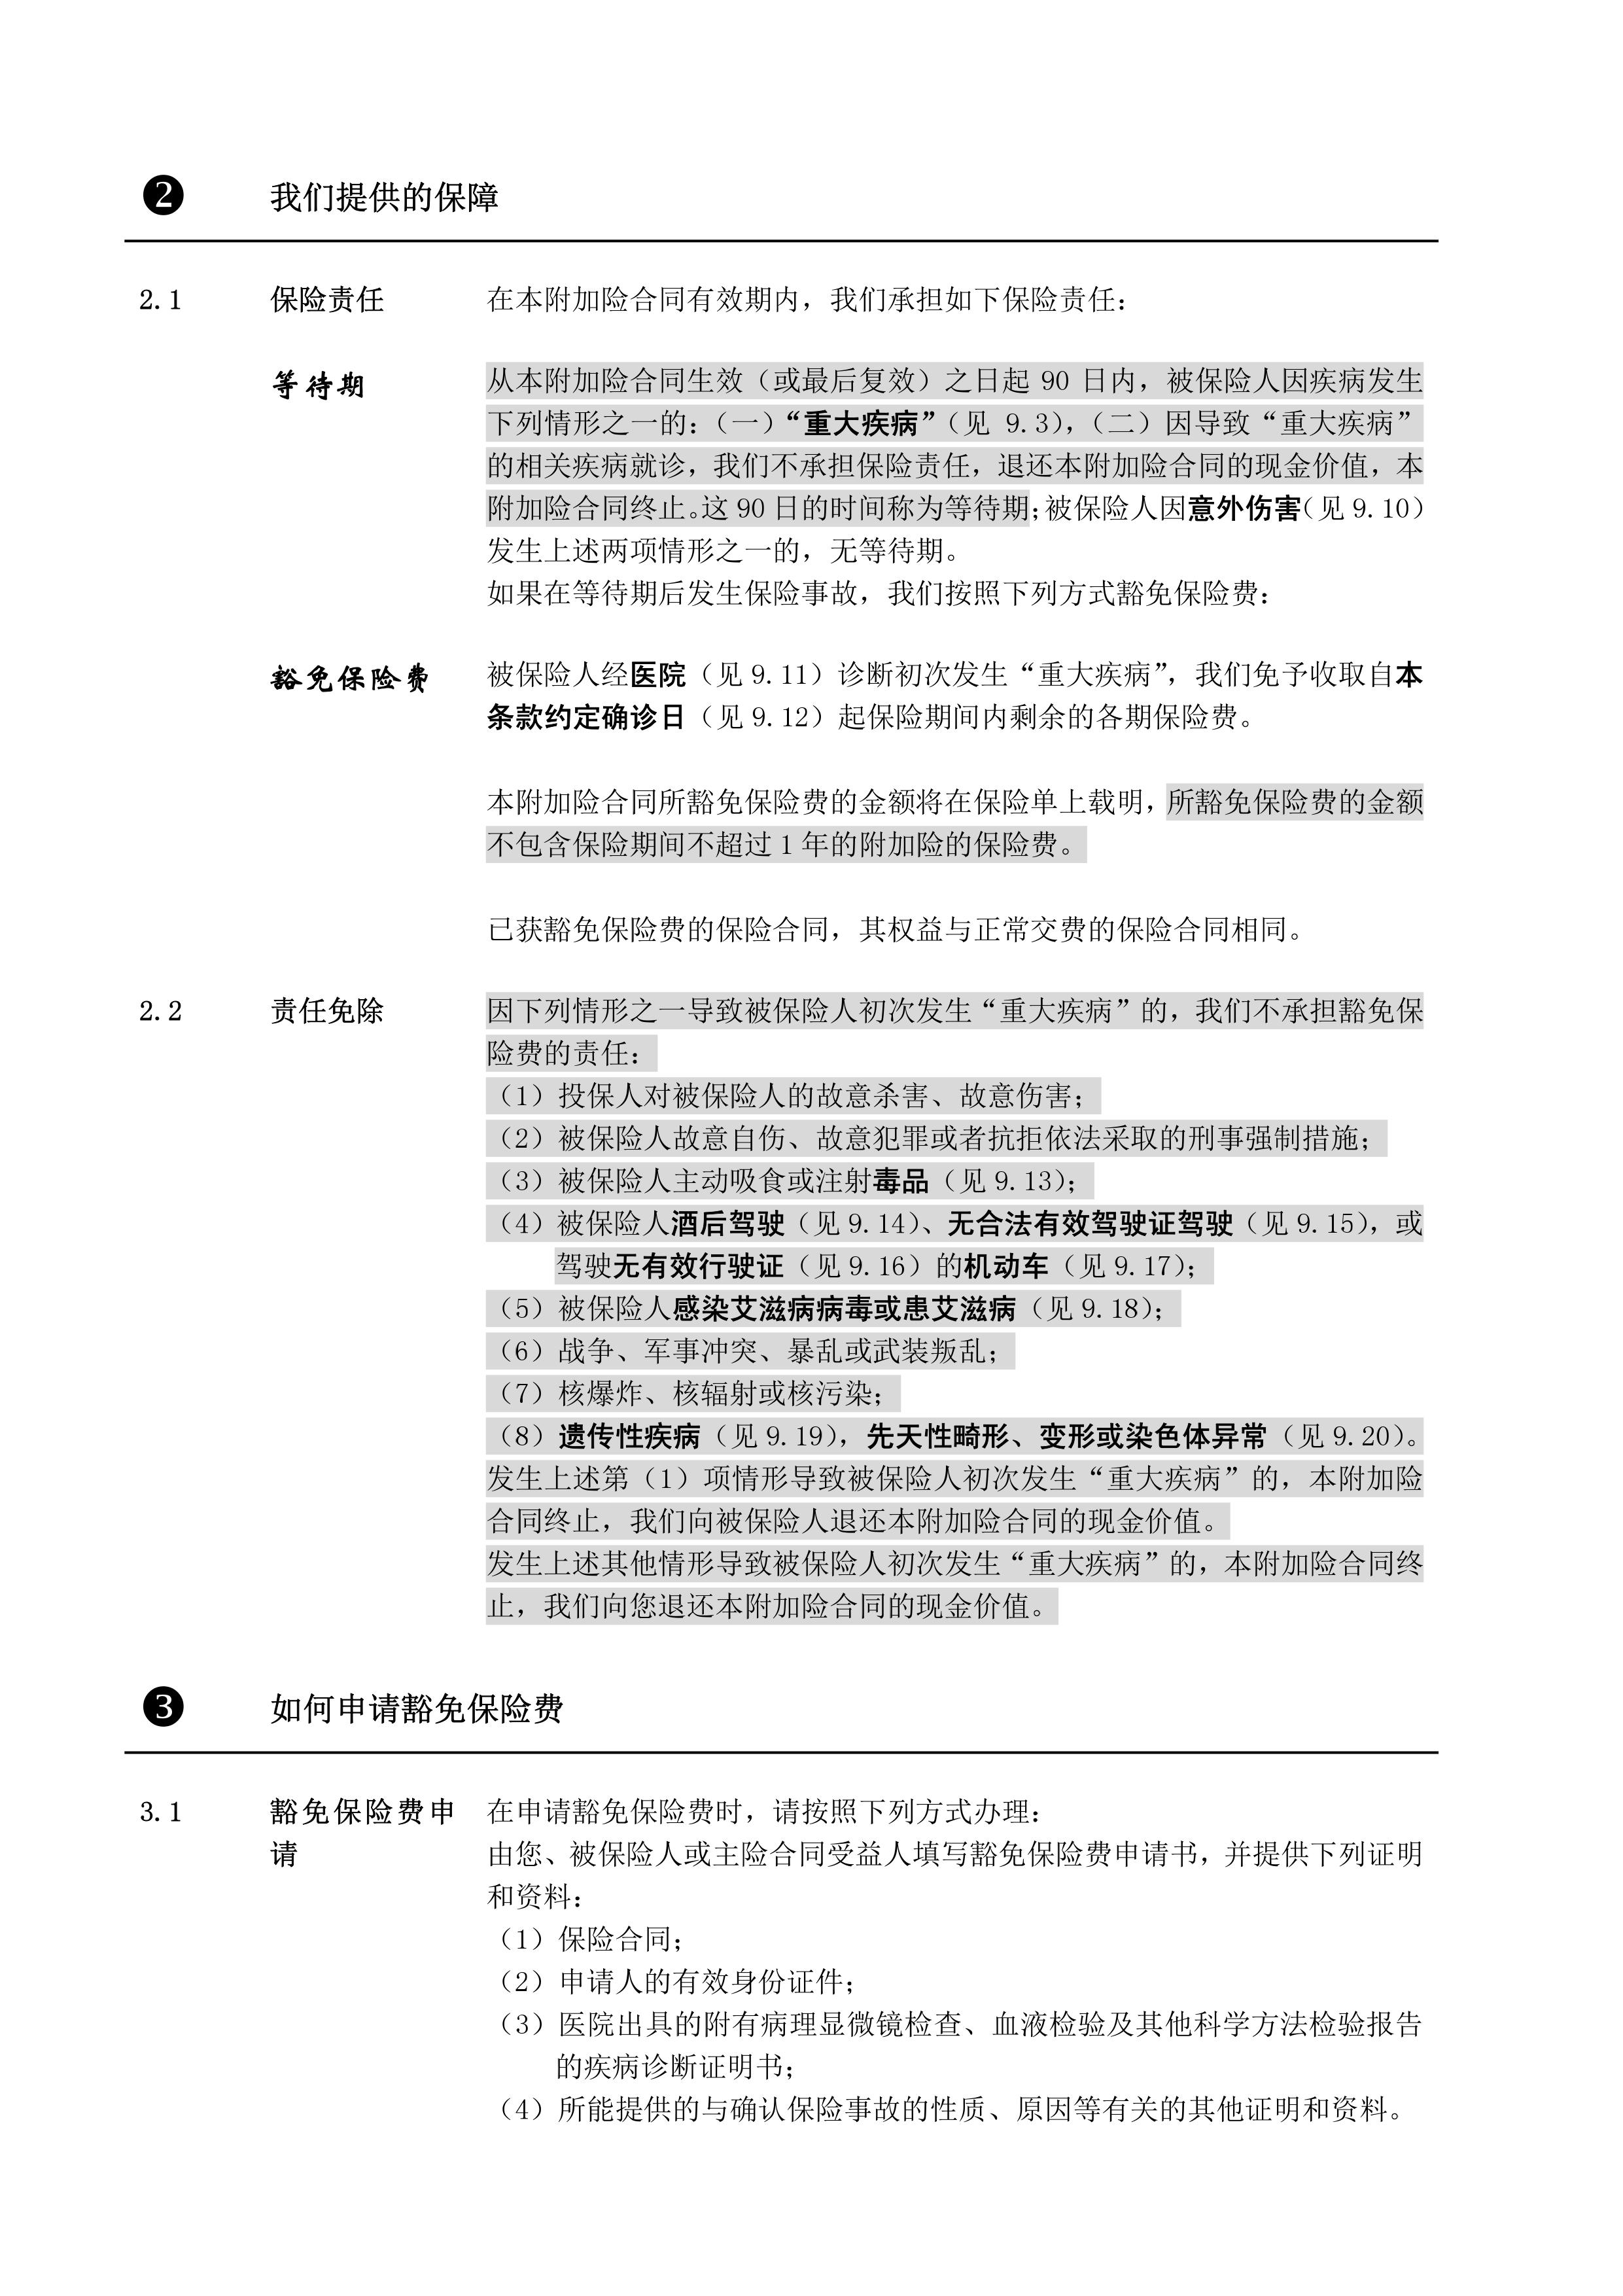 ❷ 我们提供的保障
2.1 保险责任 在本附加险合同有效期内，我们承担如下保险责任：
等待期 从本附加险合同生效（或最后复效）之日起 90 日内，被保险人因疾病发生
下列情形之一的：（一）“重大疾病”（见 9.3），（二）因导致“重大疾病”
的相关疾病就诊，我们不承担保险责任，退还本附加险合同的现金价值，本
附加险合同终止。这 90 日的时间称为等待期；被保险人因意外伤害（见 9.10）
发生上述两项情形之一的，无等待期。
如果在等待期后发生保险事故，我们按照下列方式豁免保险费：
豁免保险费 被保险人经医院（见 9.11）诊断初次发生“重大疾病”，我们免予收取自本
条款约定确诊日（见 9.12）起保险期间内剩余的各期保险费。
本附加险合同所豁免保险费的金额将在保险单上载明，所豁免保险费的金额
不包含保险期间不超过 1 年的附加险的保险费。
已获豁免保险费的保险合同，其权益与正常交费的保险合同相同。
2.2 责任免除 因下列情形之一导致被保险人初次发生“重大疾病”的，我们不承担豁免保
险费的责任：
（1）投保人对被保险人的故意杀害、故意伤害；
（2）被保险人故意自伤、故意犯罪或者抗拒依法采取的刑事强制措施；
（3）被保险人主动吸食或注射毒品（见 9.13）；
（4）被保险人酒后驾驶（见 9.14）、无合法有效驾驶证驾驶（见 9.15），或
驾驶无有效行驶证（见 9.16）的机动车（见 9.17）；
（5）被保险人感染艾滋病病毒或患艾滋病（见 9.18）；
（6）战争、军事冲突、暴乱或武装叛乱；
（7）核爆炸、核辐射或核污染；
（8）遗传性疾病（见 9.19），先天性畸形、变形或染色体异常（见 9.20）。
发生上述第（1）项情形导致被保险人初次发生“重大疾病”的，本附加险
合同终止，我们向被保险人退还本附加险合同的现金价值。
发生上述其他情形导致被保险人初次发生“重大疾病”的，本附加险合同终
止，我们向您退还本附加险合同的现金价值。
❸ 如何申请豁免保险费
3.1 豁免保险费申 在申请豁免保险费时，请按照下列方式办理：
请 由您、被保险人或主险合同受益人填写豁免保险费申请书，并提供下列证明
和资料：
（1）保险合同；
（2）申请人的有效身份证件；
（3）医院出具的附有病理显微镜检查、血液检验及其他科学方法检验报告
的疾病诊断证明书；
（4）所能提供的与确认保险事故的性质、原因等有关的其他证明和资料。